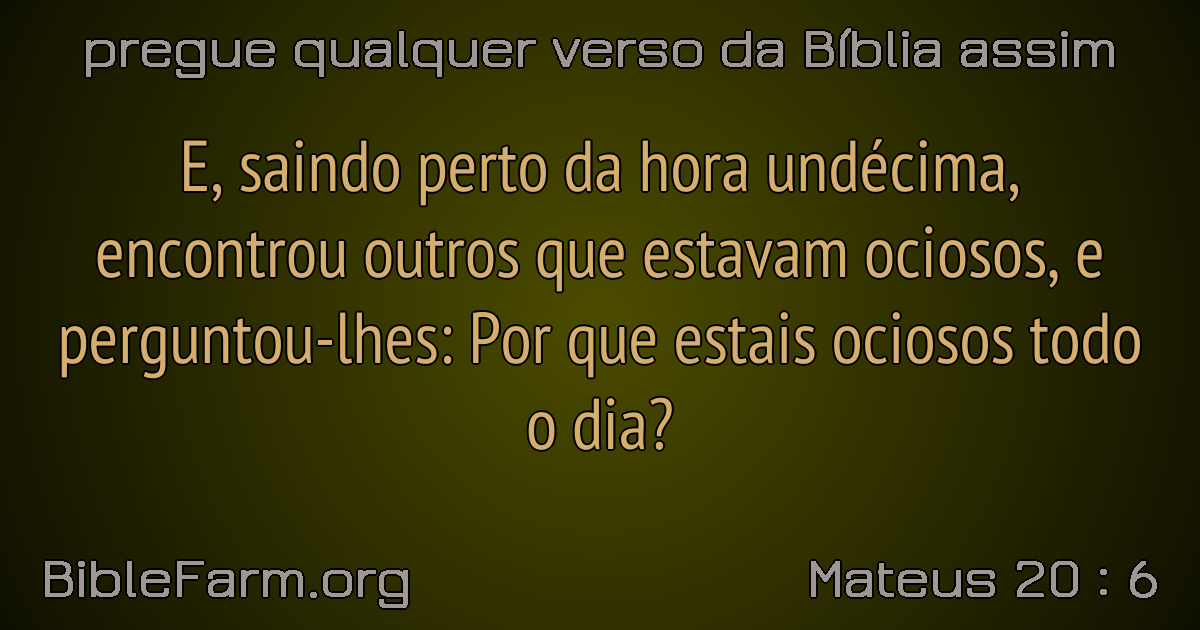 pregue qualquer verso da Bíblia assim
E, saindo perto da hora undécima,
encontrou outros que estavam ociosos, e
perguntou-lhes: Por que estais ociosos todo
o dia?
BibleFarm.org
Mateus 20 : 6